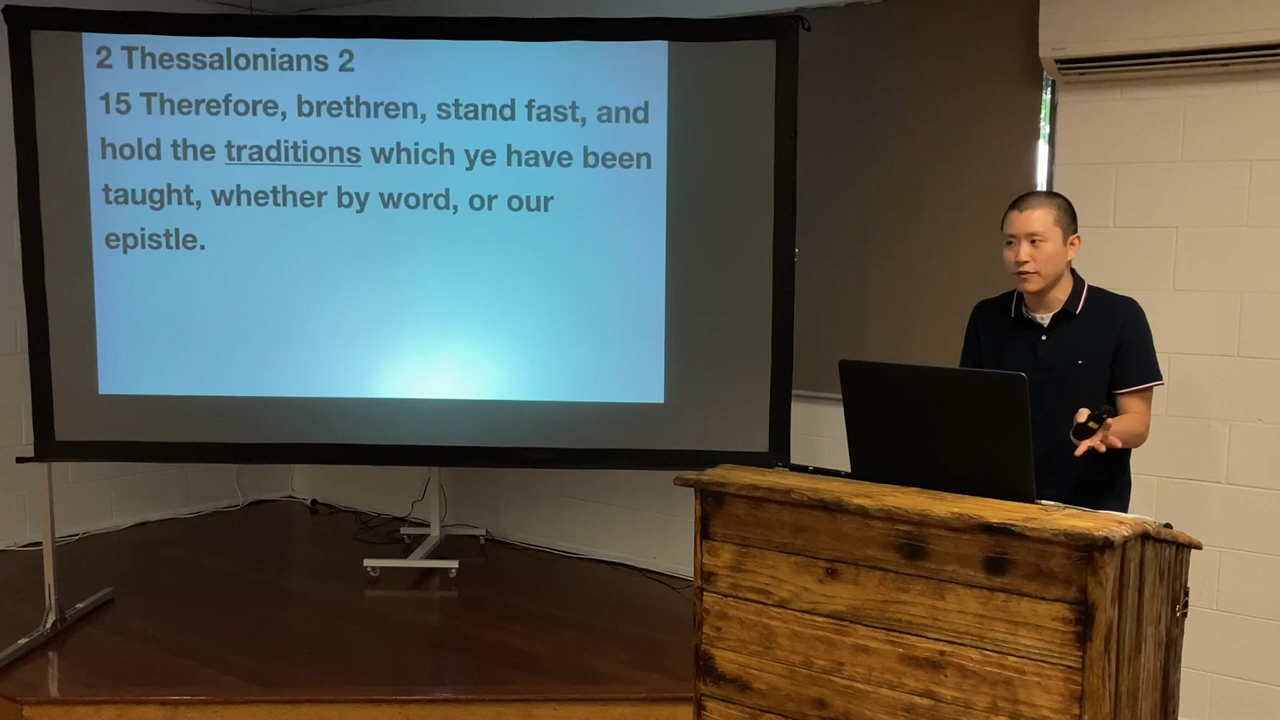 2 Thessalonians 2
15 Therefore, brethren, stand fast, and
hold the traditions which ye have been
taught, whether by word, or our
epistle.